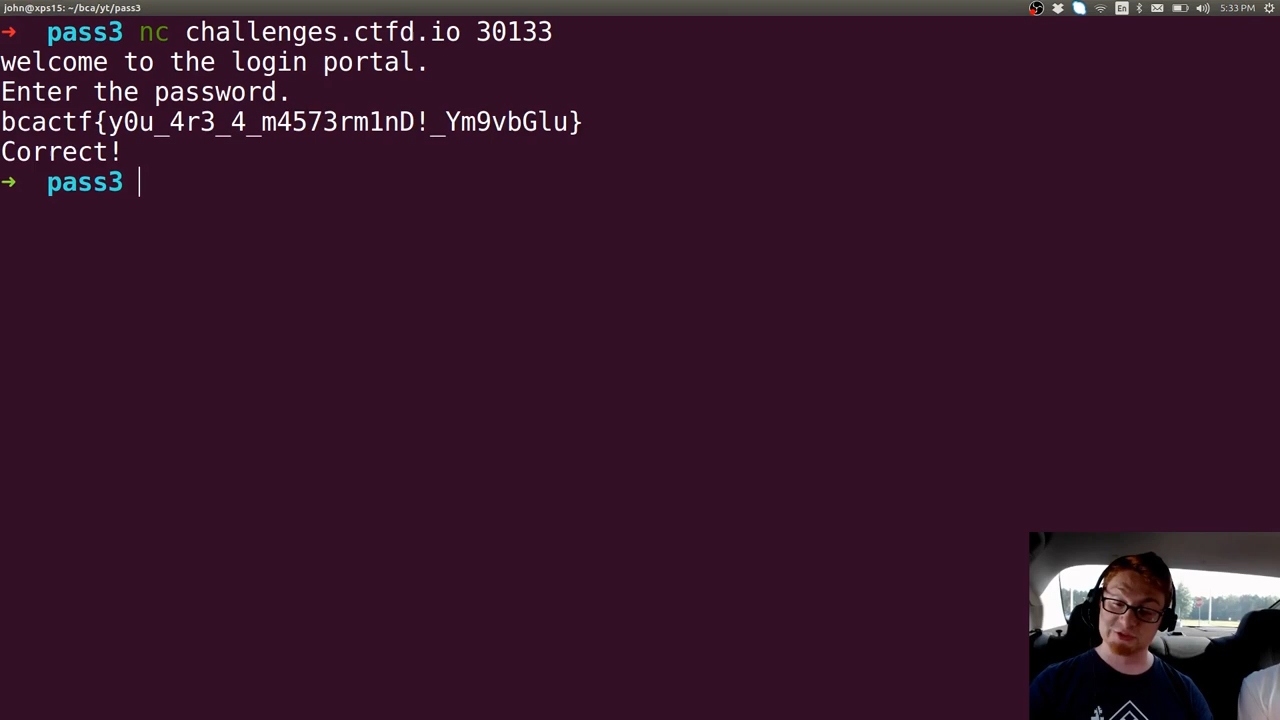 john@xps15: ~/bca/yt/pass3
En
5:33 PM
→ pass3 nc challenges.ctfd.io 30133
welcome to the login portal.
Enter the password.
bcactf{y0u_4r3_4_m4573rm1nD!_Ym9vbGlu}
Correct!
→ pass3